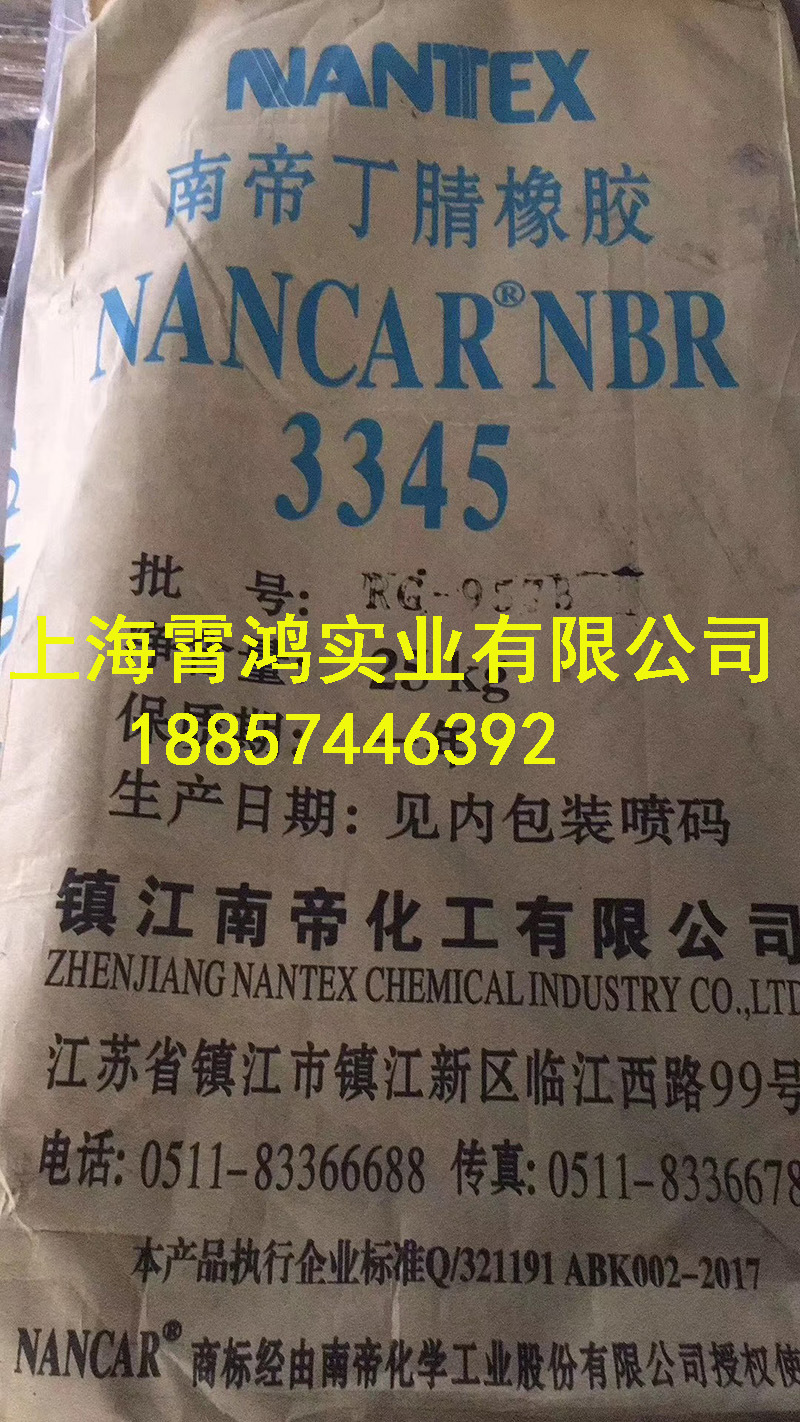 NANTEX
南帝丁腈橡胶
NANCAR® NBR
3345
批 号:
上海霄鸿实业有限公司
25 kg
18857446392
生产日期: 见内包装喷码
镇江南帝化工有限公司
ZHENJIANG NANTEX CHEMICAL INDUSTRY CO.,LTD
江苏省镇江市镇江新区临江西路99号
电话: 0511-83366688 传真: 0511-8336678
本产品执行企业标准Q/321191 ABK002-2017
NANCAR® 商标经由南帝化学工业股份有限公司授权使